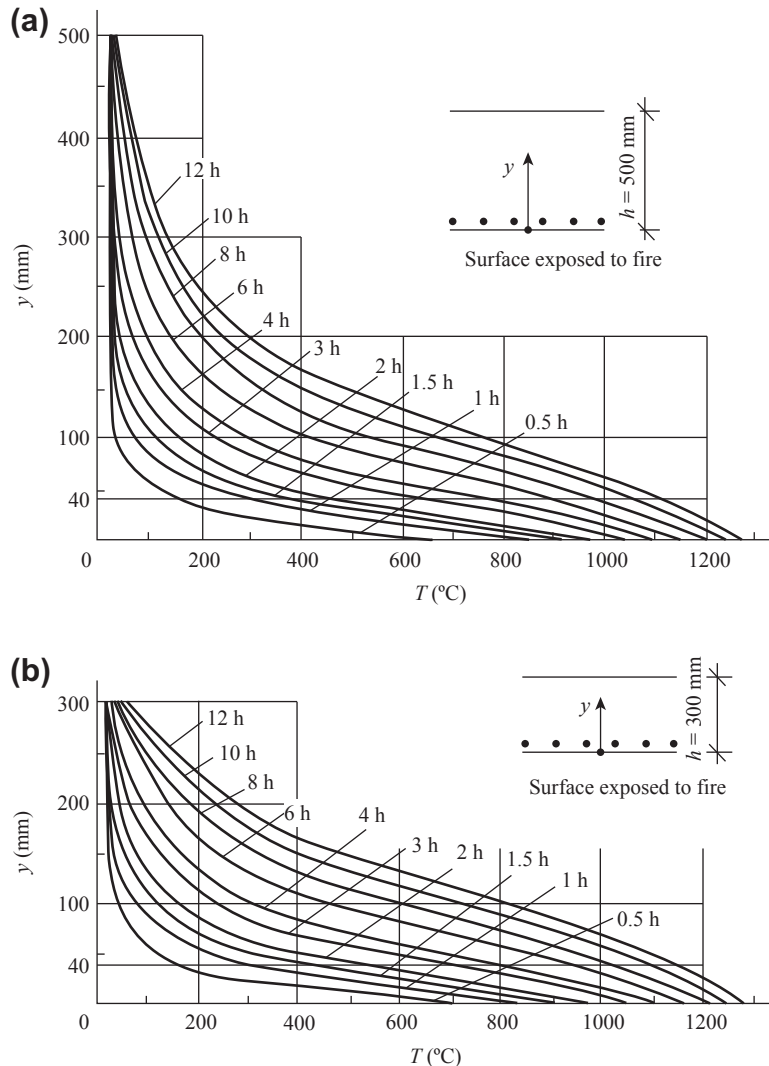 (a)
500
400
300
200
100
40
0
y (mm)
12 h
10 h
8 h
6 h
4 h
3 h
2 h
1.5 h
1 h
0.5 h
y
h = 500 mm
Surface exposed to fire
200
400
600
800
1000
1200
T (ºC)
(b)
300
200
100
40
0
y (mm)
12 h
10 h
8 h
6 h
4 h
3 h
2 h
1.5 h
1 h
0.5 h
y
h = 300 mm
Surface exposed to fire
200
400
600
800
1000
1200
T (ºC)